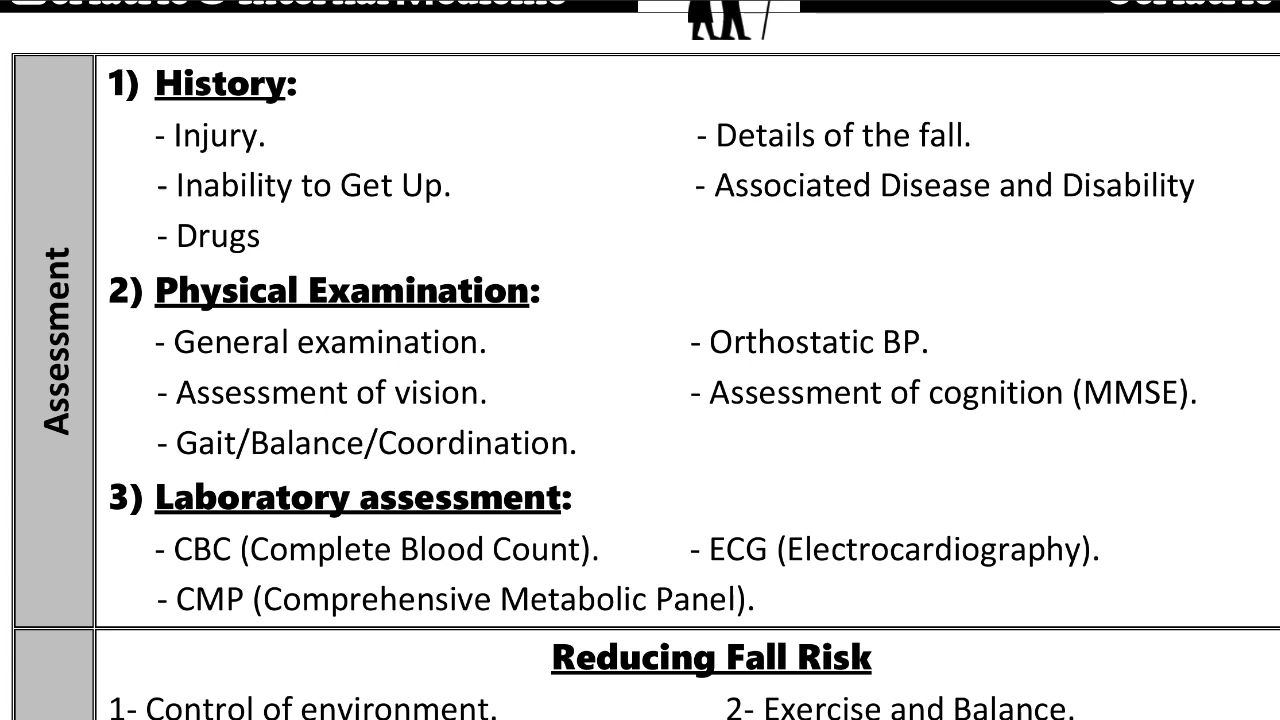 Assessment
1) History:
- Injury. - Details of the fall.
- Inability to Get Up. - Associated Disease and Disability
- Drugs
2) Physical Examination:
- General examination. - Orthostatic BP.
- Assessment of vision. - Assessment of cognition (MMSE).
- Gait/Balance/Coordination.
3) Laboratory assessment:
- CBC (Complete Blood Count). - ECG (Electrocardiography).
- CMP (Comprehensive Metabolic Panel).
Reducing Fall Risk
1- Control of environment. 2- Exercise and Balance.